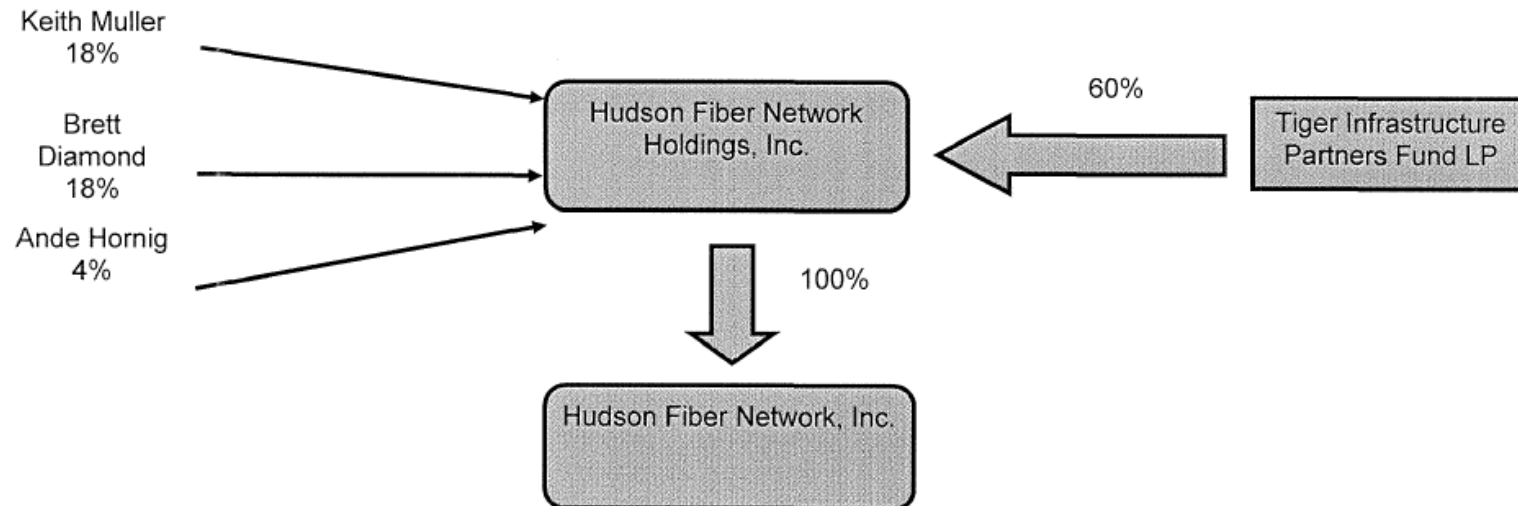 Keith Muller
18%
Brett
Diamond
18%
Ande Hornig
4%
Hudson Fiber Network
Holdings, Inc.
60%
Tiger Infrastructure
Partners Fund LP
100%
Hudson Fiber Network, Inc.